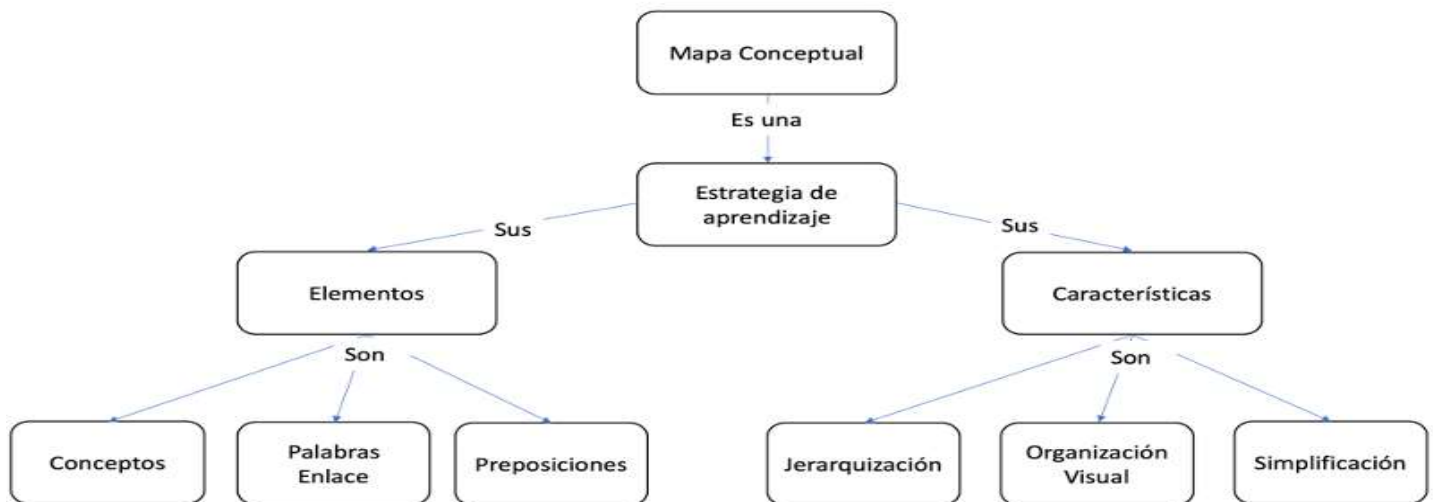 Mapa Conceptual
Es una
Estrategia de
aprendizaje
Sus
Sus
Elementos
Características
Son
Son
Conceptos
Palabras
Enlace
Preposiciones
Jerarquización
Organización
Visual
Simplificación